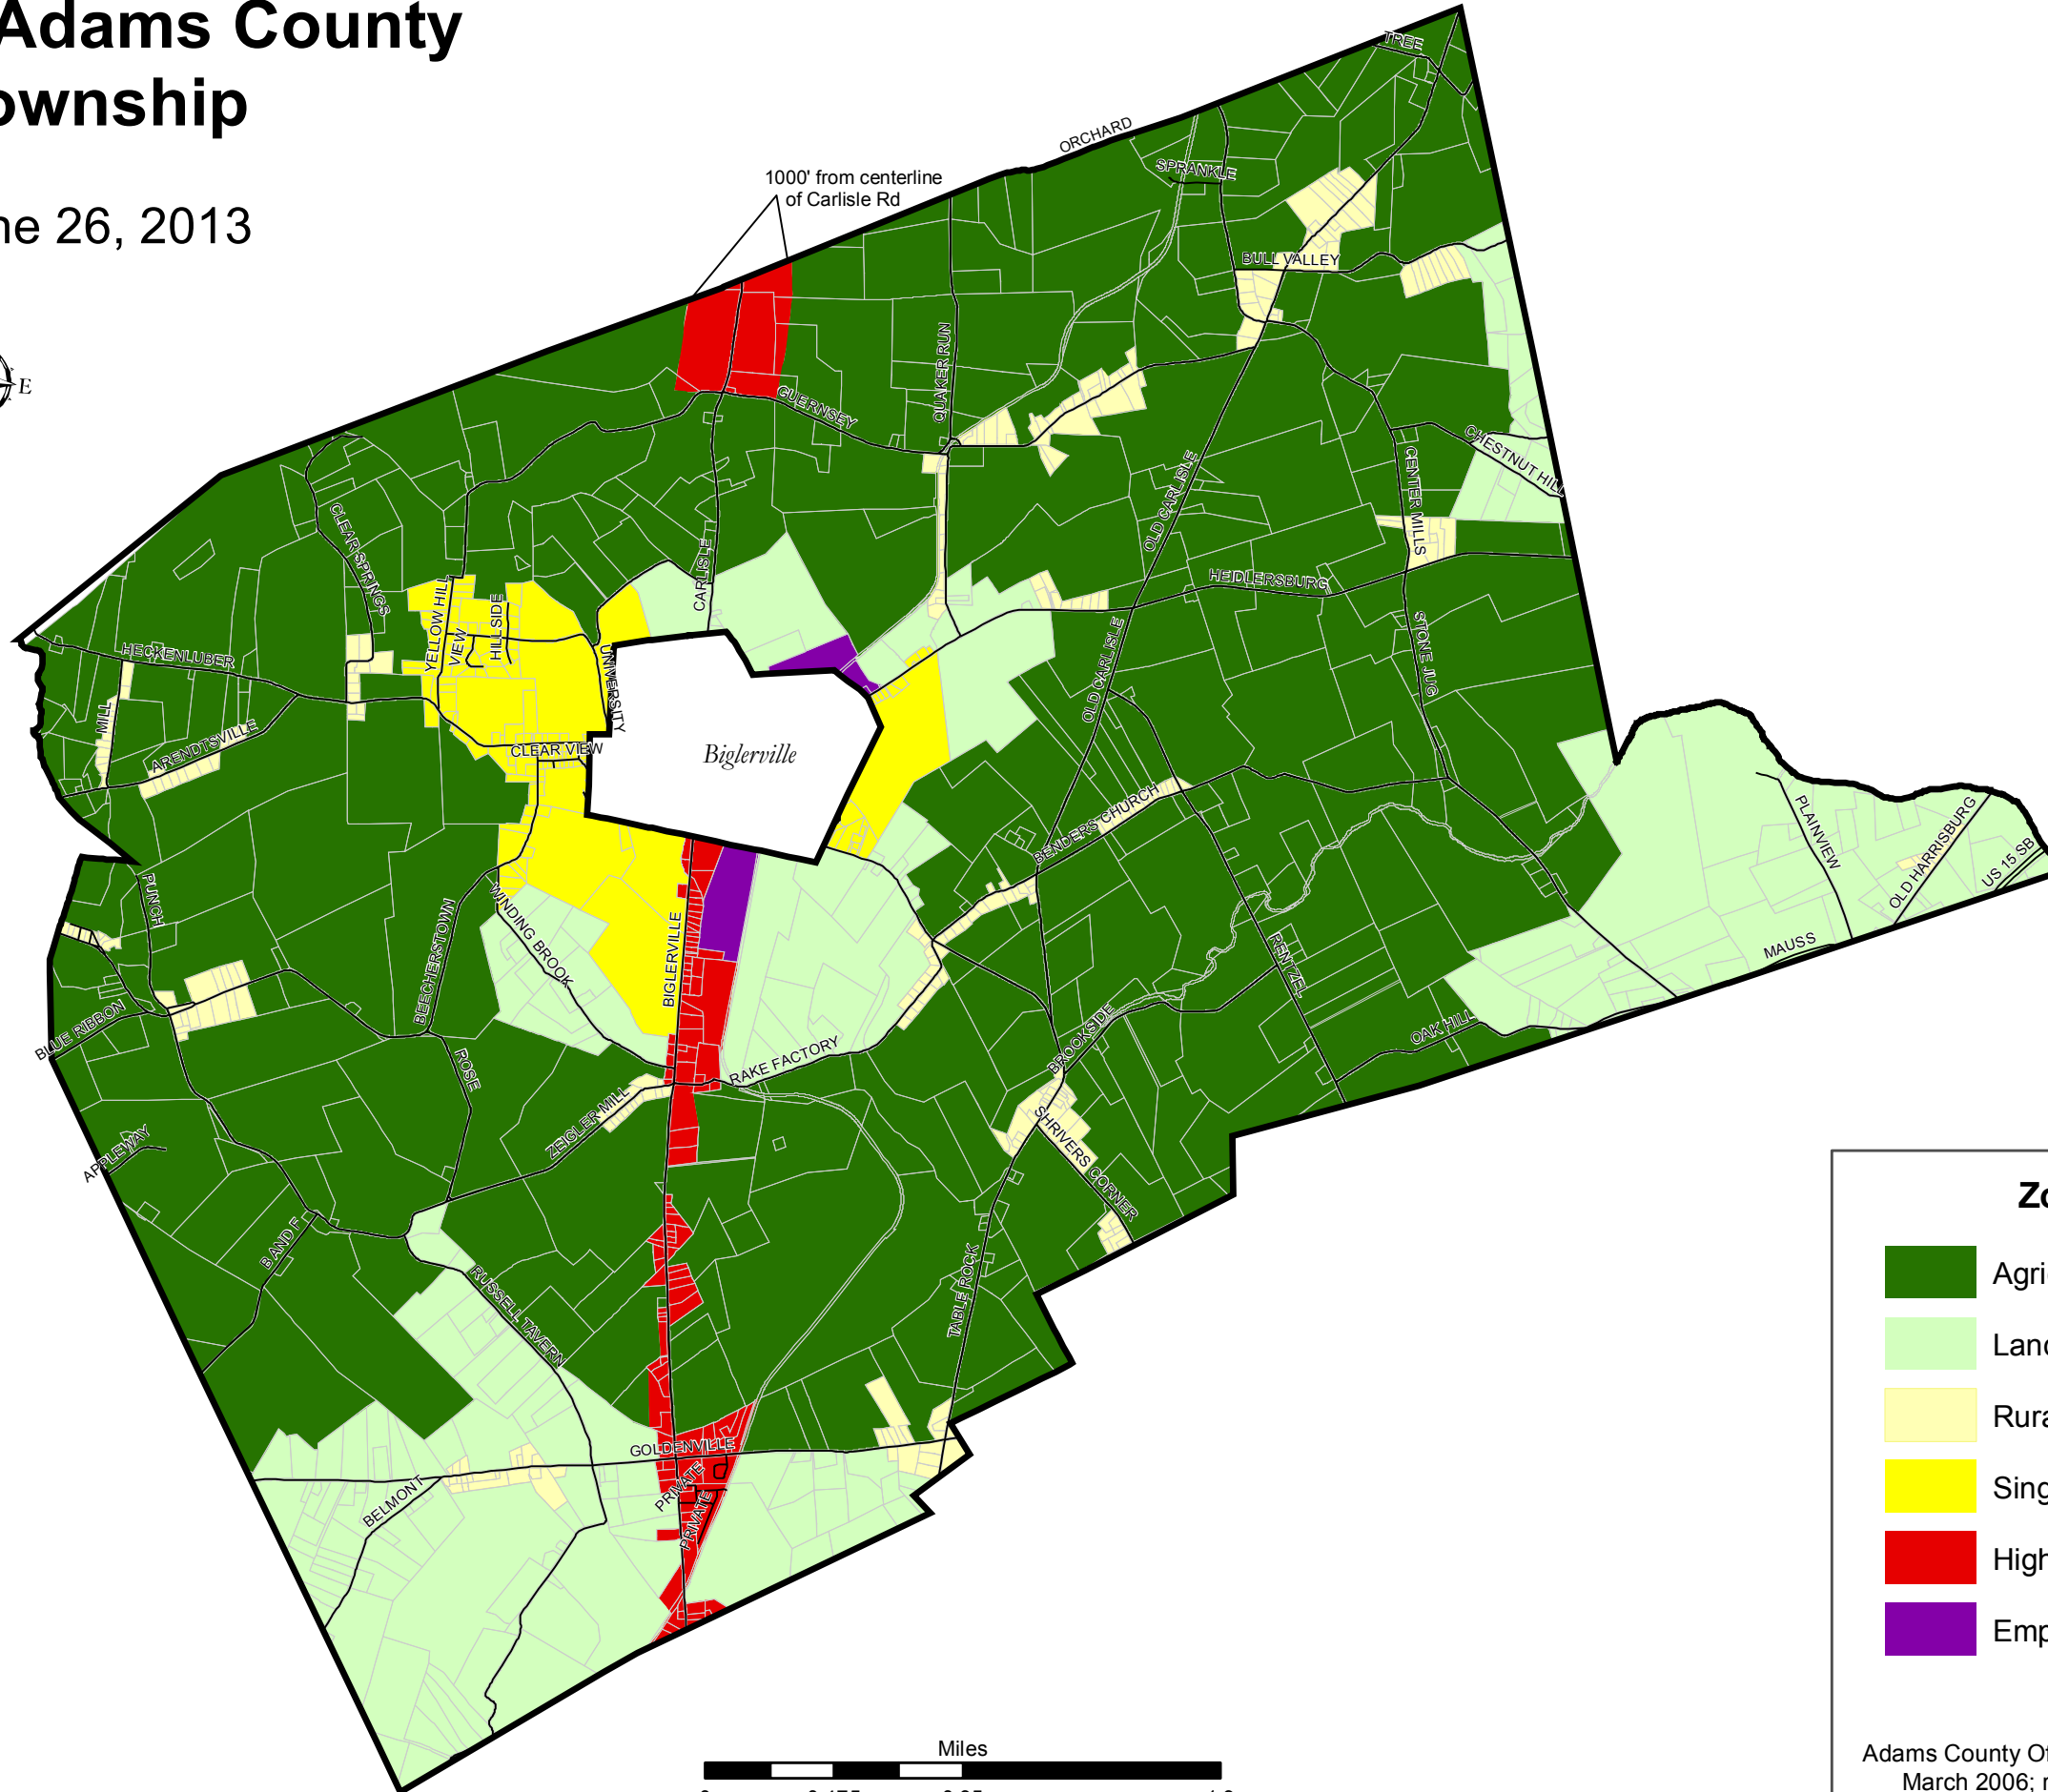 Adams County
ownship
ne 26, 2013
E
1000' from centerline
of Carlisle Rd
TREE
ORCHARD
SPRANKLE
BULL VALLEY
QUAKER RUN
GUERNSEY
CHESTNUT HILL
CENTER MILLS
OLD CARLISLE
CLEAR SPRINGS
CARLISLE
HEIDLERSBURG
YELLOW HILL
VIEW
HILLSIDE
HECKENLUBER
UNIVERSITY
STONE JUG
OLD CARLISLE
MILL
ARENDTSVILLE
CLEAR VIEW
Biglerville
BENDERS CHURCH
PLAINVIEW
OLD HARRISBURG
US 15 SB
PUNCH
WINDING BROOK
BEECHERSTOWN
BIGLERVILLE
RENTZEL
MAUSS
BLUE RIBBON
OAK HILL
BROOKSIDE
ROSE
RAKE FACTORY
ZEIGLER MILL
SHRIVERS CORNER
APPLEWAY
B AND F
TABLE ROCK
RUSSELL TAVERN
GOLDENVILLE
BELMONT
PRIVATE
PRIVATE
Agri
Land
Rura
Sing
High
Emp
Miles
Adams County Of
March 2006; r